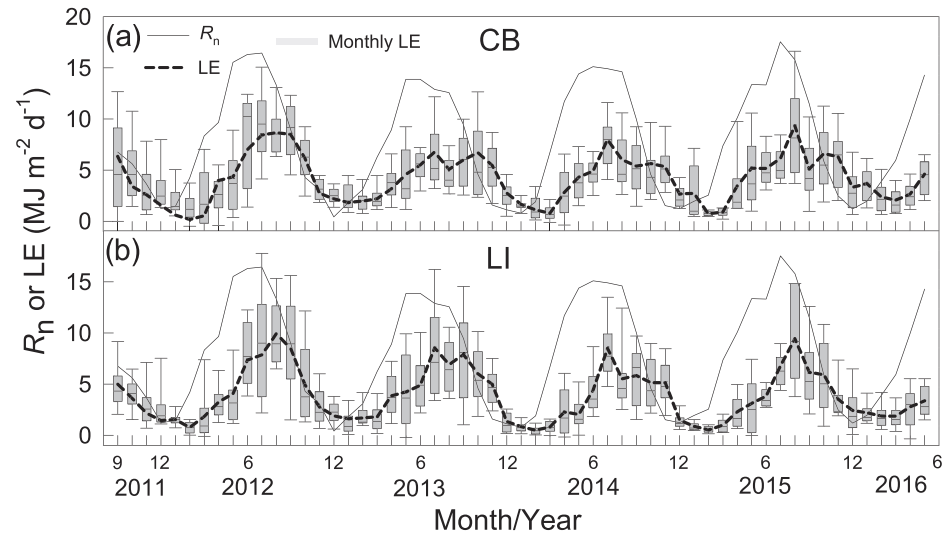 20
(a) Rn Monthly LE CB
LE
15
10
5
0
(b) LI
15
10
5
0
Rn or LE (MJ m-2 d-1)
9 12 6 12 6 12 6 12 6 12 6
2011 2012 2013 2014 2015 2016
Month/Year